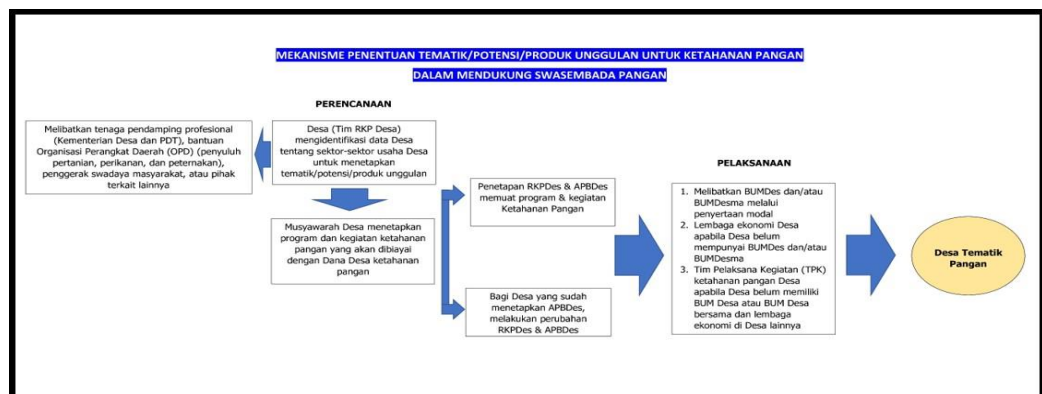 MEKANISME PENENTUAN TEMATIK/POTENSI/PRODUK UNGGULAN UNTUK KETAHANAN PANGAN
DALAM MENDUKUNG SWASEMBADA PANGAN
PERENCANAAN
Melibatkan tenaga pendamping profesional
(Kementerian Desa dan PDT), bantuan
Organisasi Perangkat Daerah (OPD) (penyuluh
pertanian, perikanan, dan peternakan),
penggerak swadaya masyarakat, atau pihak
terkait lainnya
Desa (Tim RKP Desa)
mengidentifikasi data Desa
tentang sektor-sektor usaha Desa
untuk menetapkan
tematik/potensi/produk unggulan
Musyawarah Desa menetapkan
program dan kegiatan ketahanan
pangan yang akan dibiayai
dengan Dana Desa ketahanan
pangan
Penetapan RKPDes & APBDes
memuat program & kegiatan
Ketahanan Pangan
Bagi Desa yang sudah
menetapkan APBDes,
melakukan perubahan
RKPDes & APBDes
PELAKSANAAN
1. Melibatkan BUMDes dan/atau
BUMDesma melalui
penyertaan modal
2. Lembaga ekonomi Desa
apabila Desa belum
mempunyai BUMDes dan/atau
BUMDesma
3. Tim Pelaksana Kegiatan (TPK)
ketahanan pangan Desa
apabila Desa belum memiliki
BUM Desa atau BUM Desa
bersama dan lembaga
ekonomi di Desa lainnya
Desa Tematik
Pangan